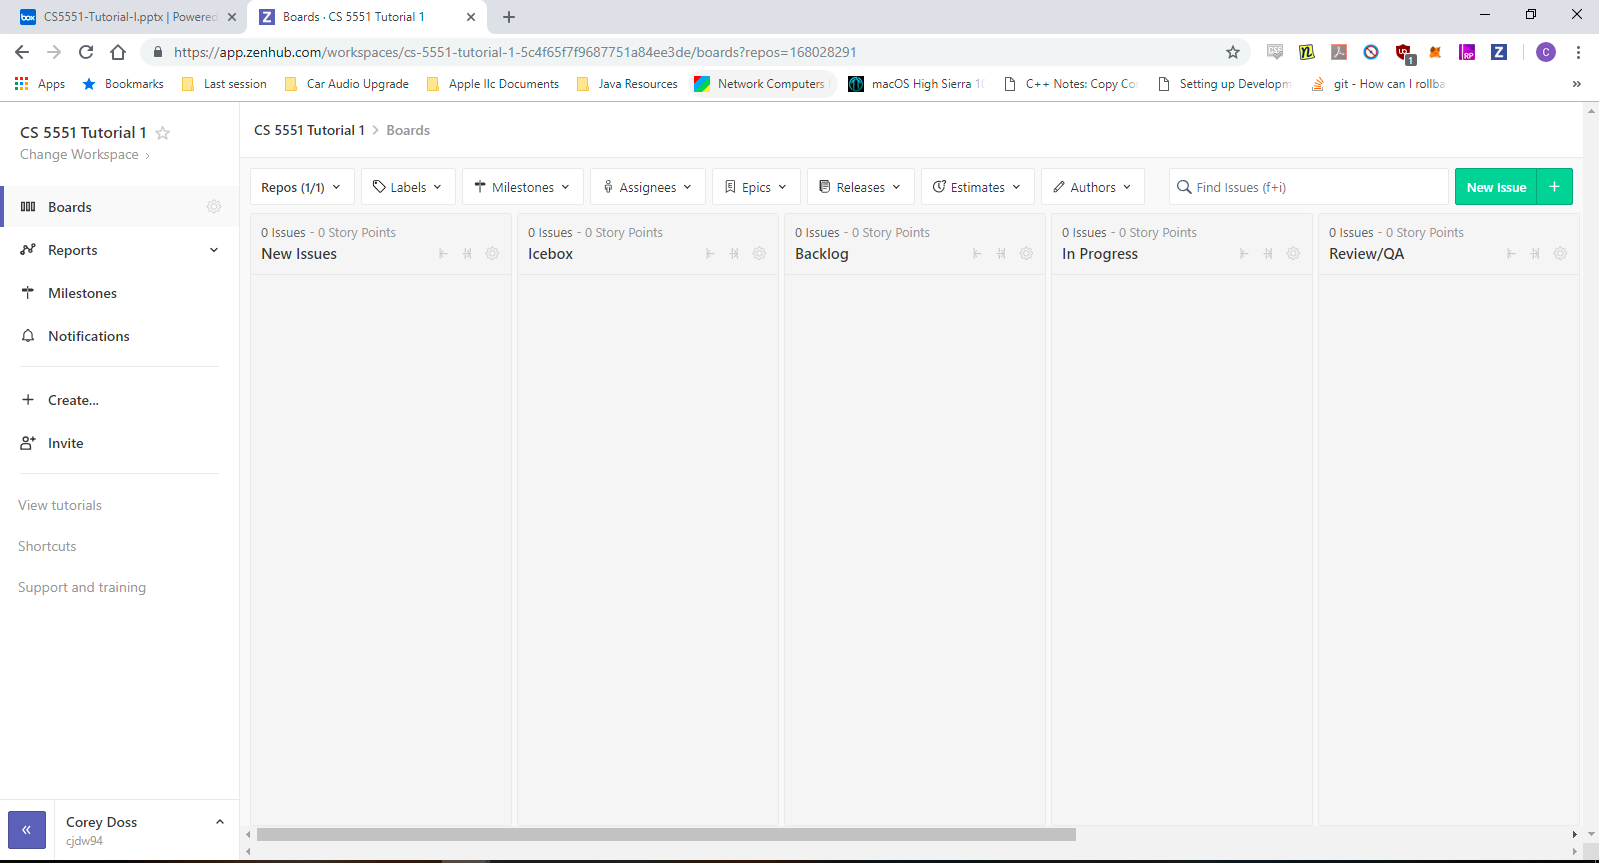 box CS5551-Tutorial-I.pptx | Powered
Z Boards · CS 5551 Tutorial 1
https://app.zenhub.com/workspaces/cs-5551-tutorial-1-5c4f65f7f9687751a84ee3de/boards?repos=168028291
CSS
1
RP
Z
C
Apps
Bookmarks
Last session
Car Audio Upgrade
Apple IIc Documents
Java Resources
Network Computers
macOS High Sierra 10
C++ Notes: Copy Co
Setting up Developm
git - How can I rollba
»
CS 5551 Tutorial 1
Change Workspace
CS 5551 Tutorial 1 > Boards
Boards
Reports
Milestones
Notifications
Create...
Invite
View tutorials
Shortcuts
Support and training
Repos (1/1)
Labels
Milestones
Assignees
Epics
Releases
Estimates
Authors
Find Issues (f+i)
New Issue +
0 Issues - 0 Story Points
New Issues
0 Issues - 0 Story Points
Icebox
0 Issues - 0 Story Points
Backlog
0 Issues - 0 Story Points
In Progress
0 Issues - 0 Story Points
Review/QA
«
Corey Doss
cjdw94